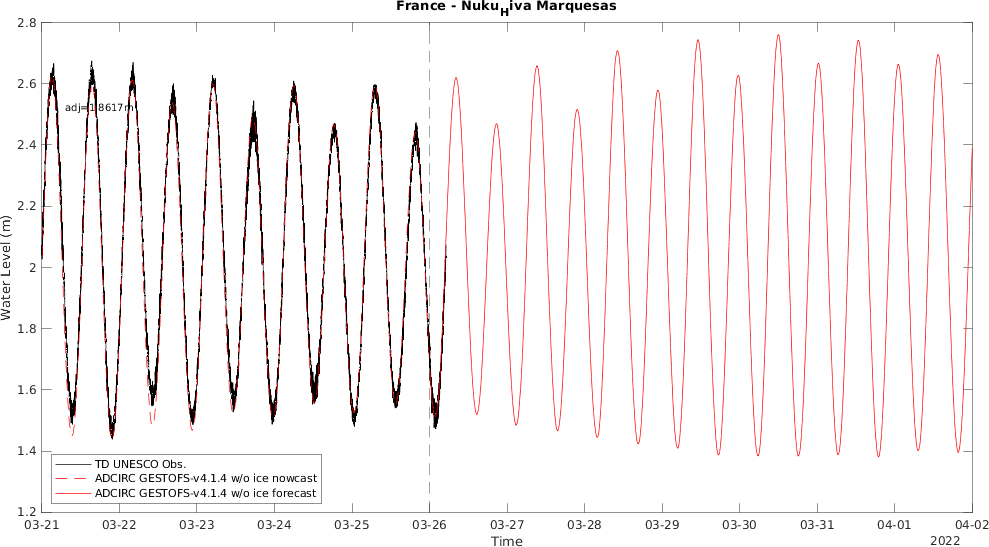 France - Nuku Hiva Marquesas
2.8
2.6
adj=1.8617m
2.4
2.2
2
1.8
1.6
1.4
1.2
Water Level (m)
TD UNESCO Obs.
ADCIRC GESTOFS-v4.1.4 w/o ice nowcast
ADCIRC GESTOFS-v4.1.4 w/o ice forecast
03-21 03-22 03-23 03-24 03-25 03-26 03-27 03-28 03-29 03-30 03-31 04-01 04-02
Time
2022